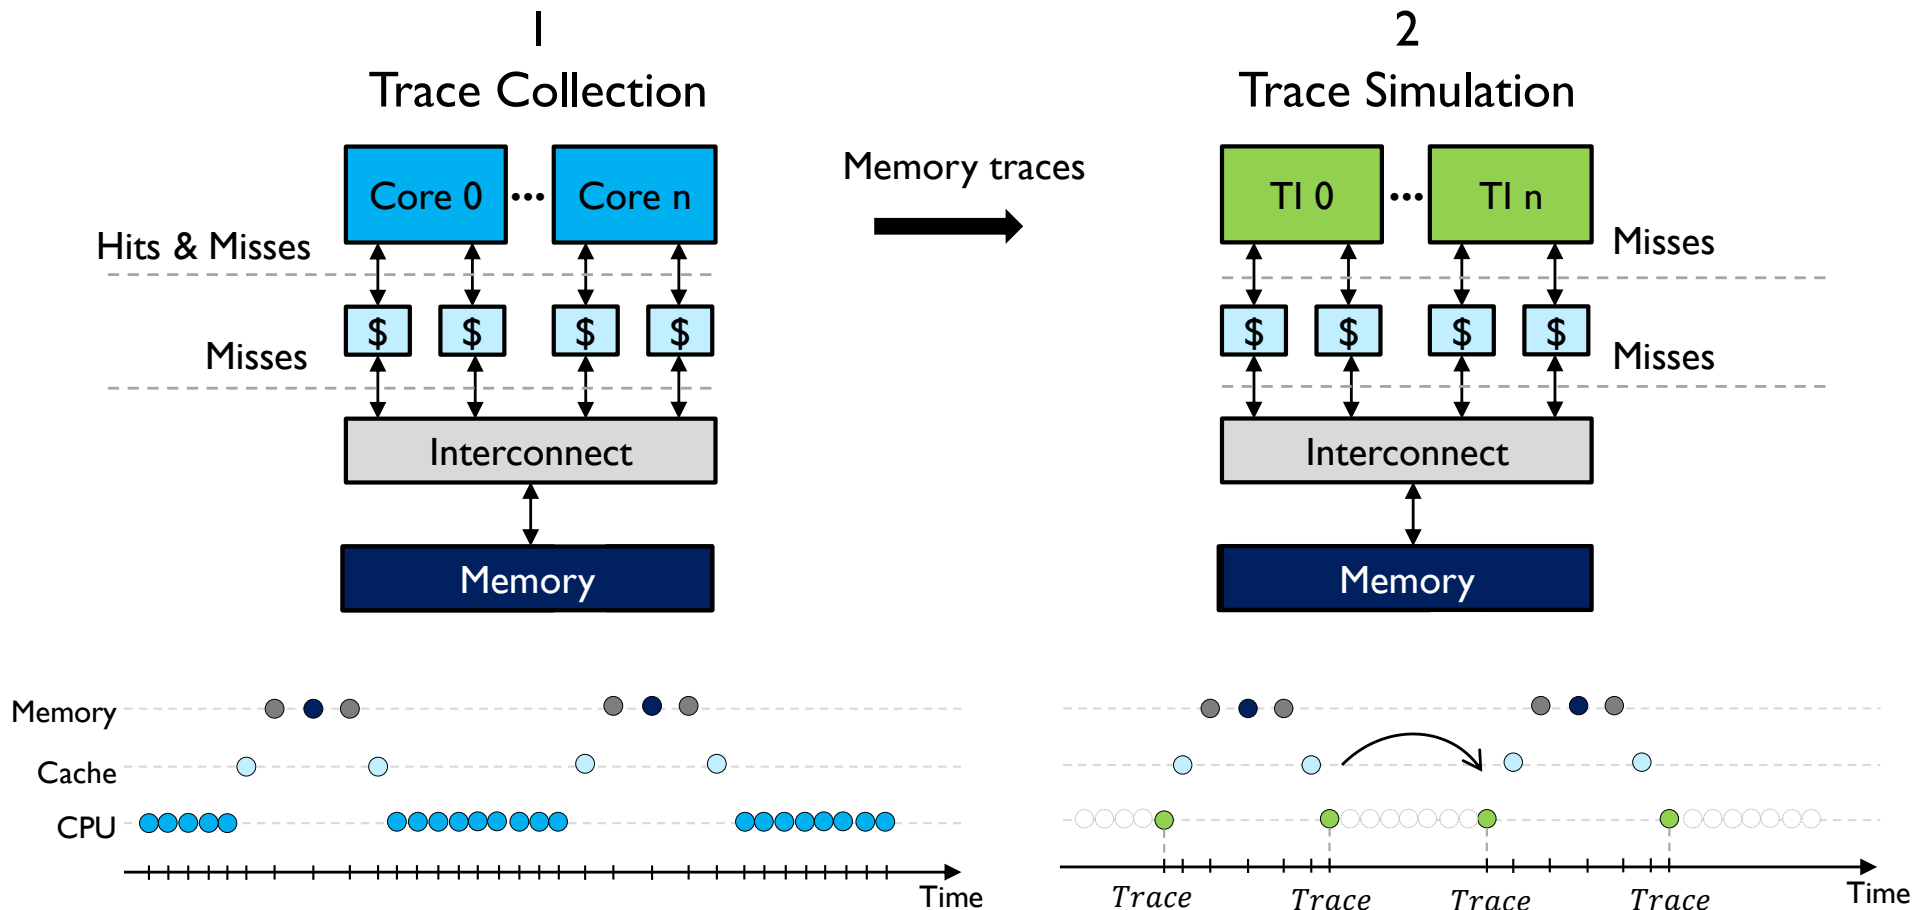 1
Trace Collection
Core 0
...
Core n
Hits & Misses
$
$
$
$
Misses
Interconnect
Memory
Memory traces
2
Trace Simulation
TI 0
...
TI n
Misses
$
$
$
$
Misses
Interconnect
Memory
Memory
Cache
CPU
Time
Trace
Trace
Trace
Trace
Time